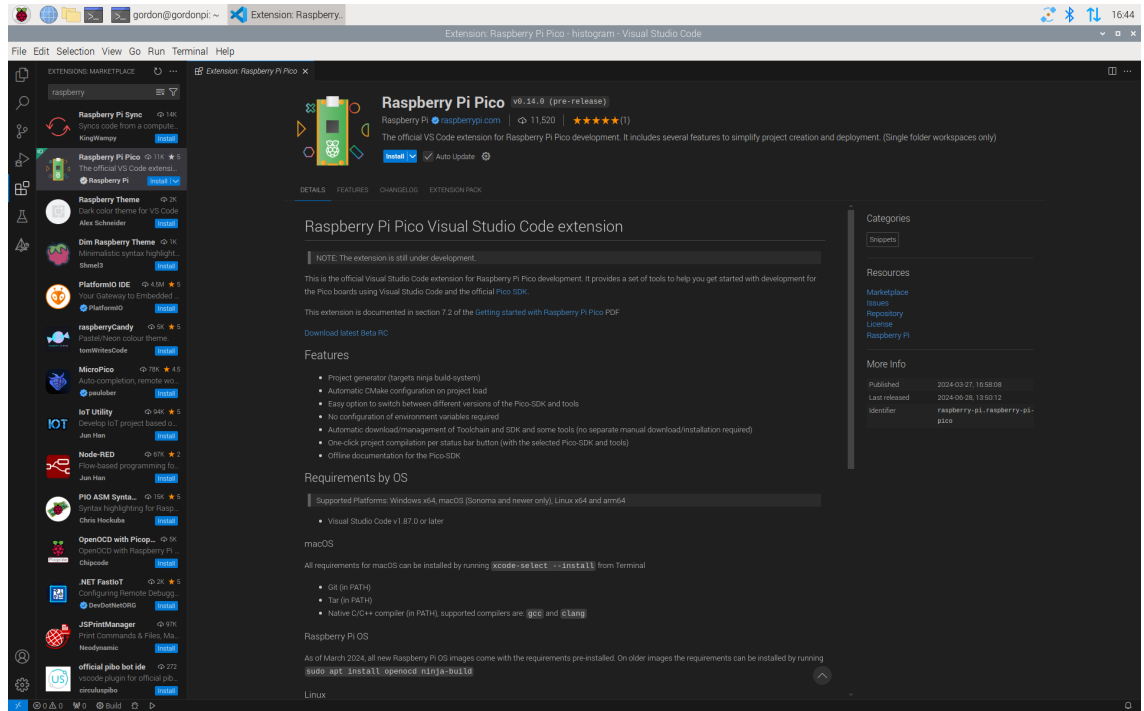 gordon@gordonpi: ~
Extension: Raspberry..
16:44
Extension: Raspberry Pi Pico - histogram - Visual Studio Code
File Edit Selection View Go Run Terminal Help
EXTENSIONS: MARKETPLACE
raspberry
Raspberry Pi Sync 14K
Syncs code from a compute...
KingWampy Install
Raspberry Pi Pico 11K ★ 5
The official VS Code extensi...
Raspberry Pi Install
Raspberry Theme 2K
Dark color theme for VS Code
Alex Schneider Install
Dim Raspberry Theme 1K
Minimalistic syntax highlight...
Shmel3 Install
PlatformIO IDE 4.5M ★ 5
Your Gateway to Embedded ...
PlatformIO Install
raspberryCandy 5K ★ 5
Pastel/Neon colour theme.
tomWritesCode Install
MicroPico 78K ★ 4.5
Auto-completion, remote wo...
paulober Install
IOT
IoT Utility 94K ★ 5
Develop IoT project based o...
Jun Han Install
Node-RED 67K ★ 2
Flow-based programming fo...
Jun Han Install
PIO ASM Synta... 15K ★ 5
Syntax highlighting for Rasp...
Chris Hockuba Install
OpenOCD with Picop... 5K
OpenOCD with Raspberry Pi ...
Chipcode Install
.NET FastIoT 2K ★ 5
Configuring Remote Debugg...
DevDotNetORG Install
JSPrintManager 97K
Print Commands & Files, Ma...
Neodynamic Install
US
official pibo bot ide 272
vscode plugin for official pib...
circuluspibo Install
Extension: Raspberry Pi Pico
Raspberry Pi Pico v0.14.0 (pre-release)
Raspberry Pi raspberrypi.com | 11,520 | ★★★★★(1)
The official VS Code extension for Raspberry Pi Pico development. It includes several features to simplify project creation and deployment. (Single folder workspaces only)
Install Auto Update
DETAILS FEATURES CHANGELOG EXTENSION PACK
Raspberry Pi Pico Visual Studio Code extension
NOTE: The extension is still under development.
This is the official Visual Studio Code extension for Raspberry Pi Pico development. It provides a set of tools to help you get started with development for
the Pico boards using Visual Studio Code and the official Pico SDK.
This extension is documented in section 7.2 of the Getting started with Raspberry Pi Pico PDF
Download latest Beta RC
Features
• Project generator (targets ninja build-system)
• Automatic CMake configuration on project load
• Easy option to switch between different versions of the Pico-SDK and tools
• No configuration of environment variables required
• Automatic download/management of Toolchain and SDK and some tools (no separate manual download/installation required)
• One-click project compilation per status bar button (with the selected Pico-SDK and tools)
• Offline documentation for the Pico-SDK
Requirements by OS
Supported Platforms: Windows x64, macOS (Sonoma and newer only), Linux x64 and arm64
• Visual Studio Code v1.87.0 or later
macOS
All requirements for macOS can be installed by running xcode-select --install from Terminal
• Git (in PATH)
• Tar (in PATH)
• Native C/C++ compiler (in PATH), supported compilers are: gcc and clang
Raspberry Pi OS
As of March 2024, all new Raspberry Pi OS images come with the requirements pre-installed. On older images the requirements can be installed by running
sudo apt install openocd ninja-build
Linux
Categories
Snippets
Resources
Marketplace
Issues
Repository
License
Raspberry Pi
More Info
Published 2024-03-27, 16:58:08
Last released 2024-06-28, 13:50:12
Identifier raspberry-pi.raspberry-pi-
pico
0 0 0 Build